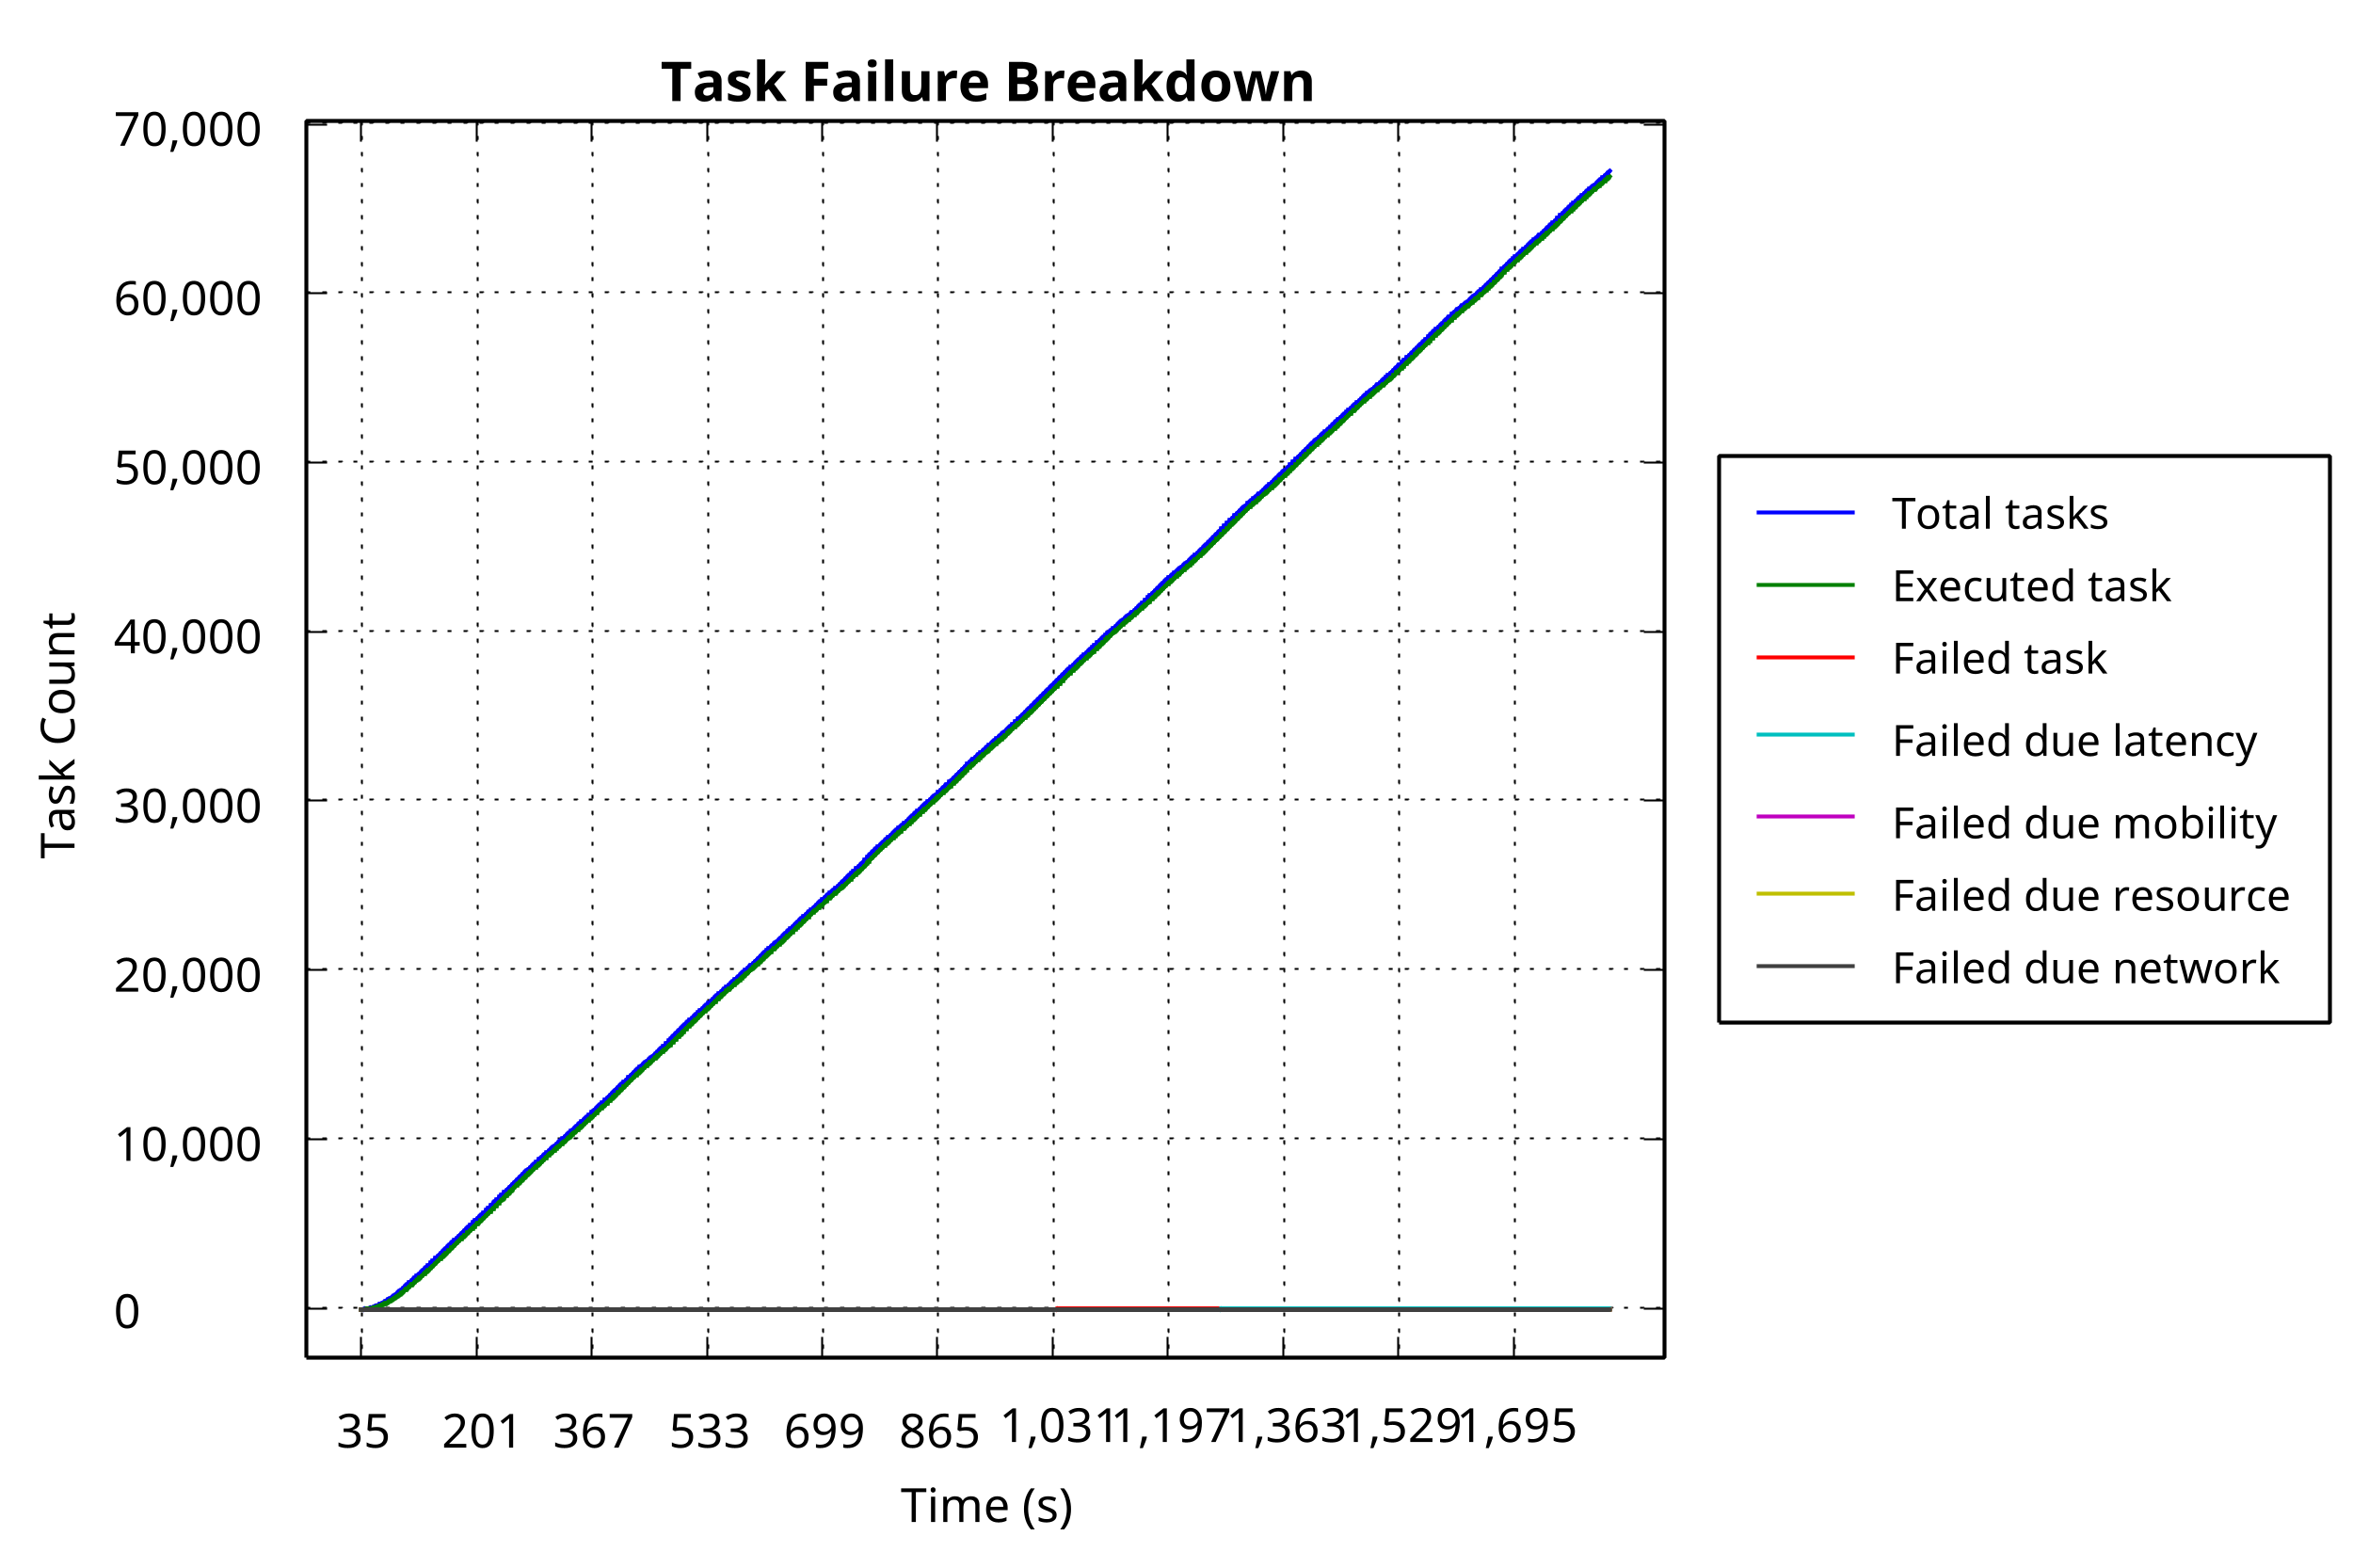 Task Failure Breakdown
70,000
60,000
50,000
40,000
30,000
20,000
10,000
0
Task Count
35 201 367 533 699 865 1,031 1,197 1,363 1,529 1,695
Time (s)
Total tasks
Executed task
Failed task
Failed due latency
Failed due mobility
Failed due resource
Failed due network